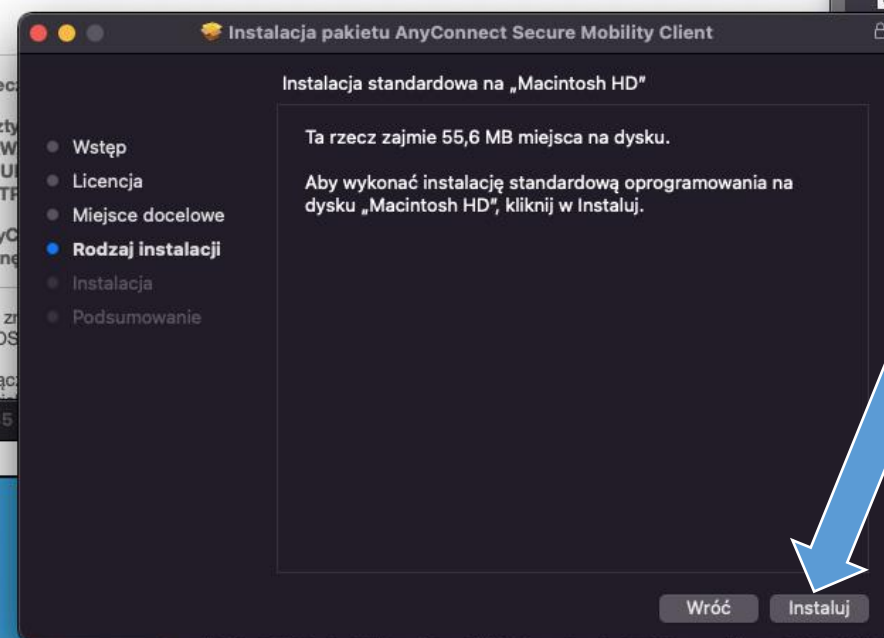 Instalacja pakietu AnyConnect Secure Mobility Client
Instalacja standardowa na „Macintosh HD”
Wstęp
Licencja
Miejsce docelowe
Rodzaj instalacji
Instalacja
Podsumowanie
Ta rzecz zajmie 55,6 MB miejsca na dysku.
Aby wykonać instalację standardową oprogramowania na
dysku „Macintosh HD”, kliknij w Instaluj.
Wróć
Instaluj